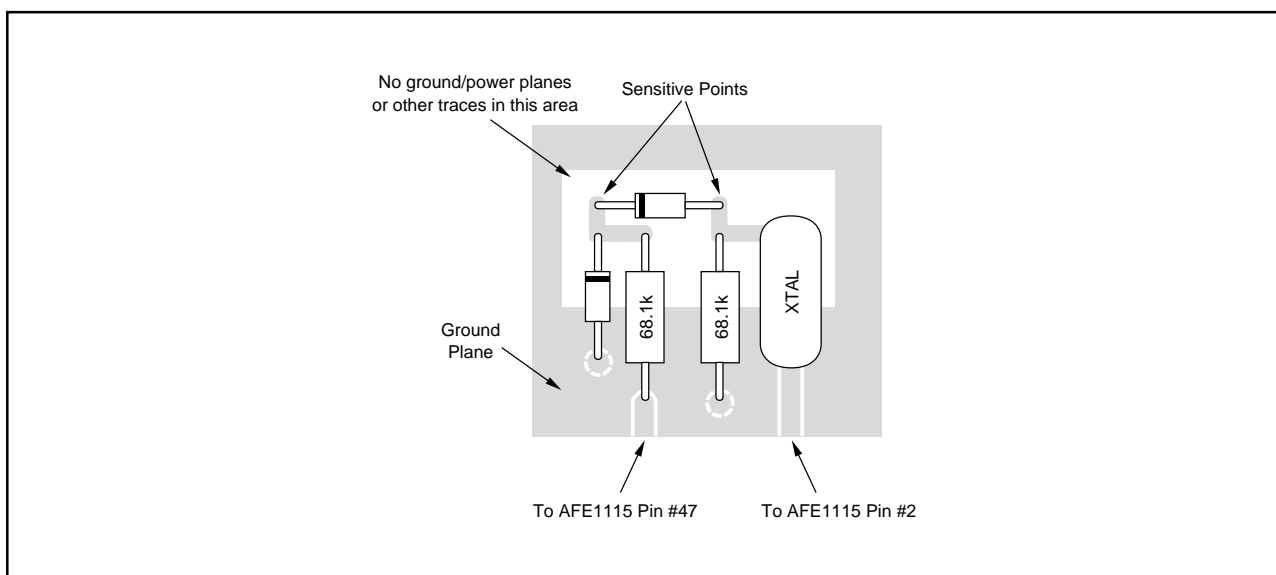 No ground/power planes
or other traces in this area
Sensitive Points
68.1k
68.1k
XTAL
Ground
Plane
To AFE1115 Pin #47
To AFE1115 Pin #2